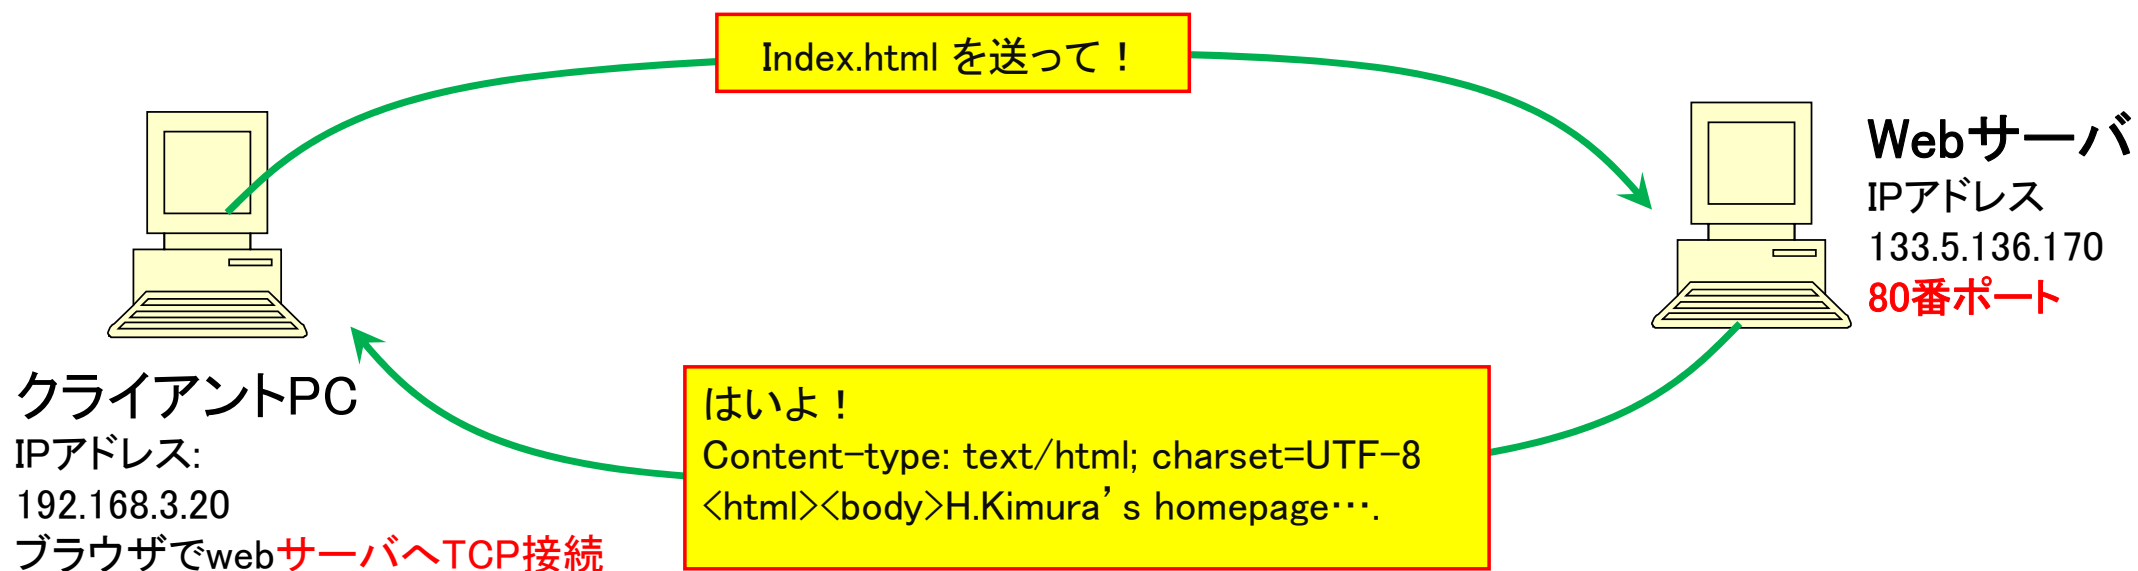 Index.html を送って！
Webサーバ
IPアドレス
133.5.136.170
80番ポート
クライアントPC
IPアドレス:
192.168.3.20
ブラウザでwebサーバへTCP接続
はいよ！
Content-type: text/html; charset=UTF-8
<html><body>H.Kimura’s homepage….